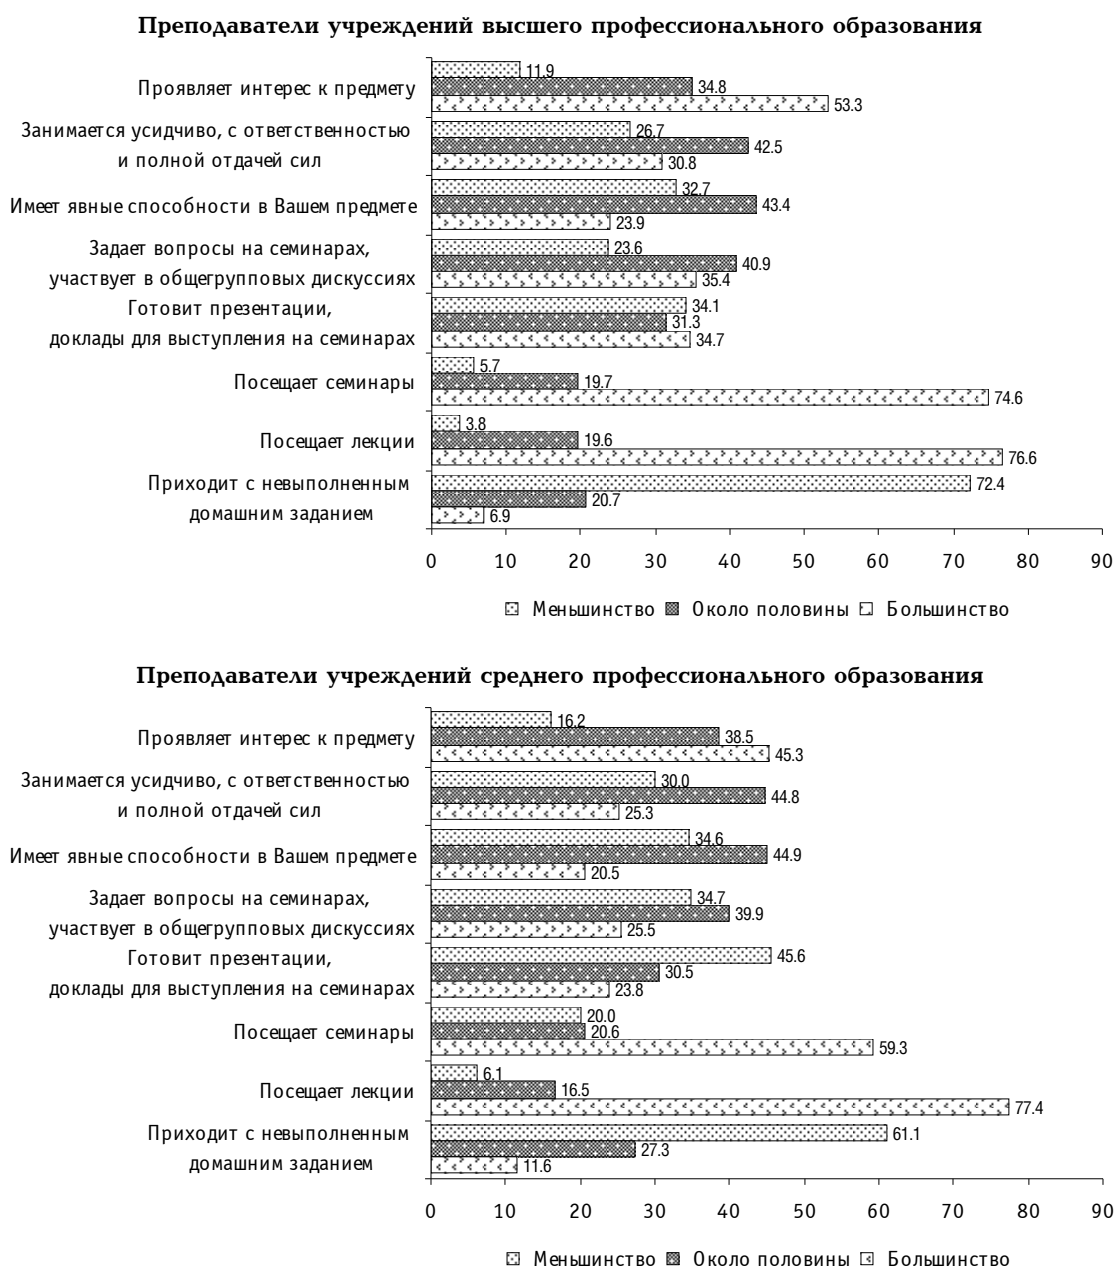 Преподаватели учреждений высшего профессионального образования
11.9
Проявляет интерес к предмету
34.8
53.3
Занимается усидчиво, с ответственностью
и полной отдачей сил
26.7
42.5
30.8
32.7
Имеет явные способности в Вашем предмете
43.4
23.9
Задает вопросы на семинарах,
участвует в общегрупповых дискуссиях
23.6
40.9
35.4
Готовит презентации,
доклады для выступления на семинарах
34.1
31.3
34.7
5.7
Посещает семинары
19.7
74.6
3.8
Посещает лекции
19.6
76.6
Приходит с невыполненным
домашним заданием
72.4
20.7
6.9
0 10 20 30 40 50 60 70 80 90
Меньшинство Около половины Большинство
Преподаватели учреждений среднего профессионального образования
16.2
Проявляет интерес к предмету
38.5
45.3
Занимается усидчиво, с ответственностью
и полной отдачей сил
30.0
44.8
25.3
34.6
Имеет явные способности в Вашем предмете
44.9
20.5
Задает вопросы на семинарах,
участвует в общегрупповых дискуссиях
34.7
39.9
25.5
Готовит презентации,
доклады для выступления на семинарах
45.6
30.5
23.8
20.0
Посещает семинары
20.6
59.3
6.1
Посещает лекции
16.5
77.4
Приходит с невыполненным
домашним заданием
61.1
27.3
11.6
0 10 20 30 40 50 60 70 80 90
Меньшинство Около половины Большинство